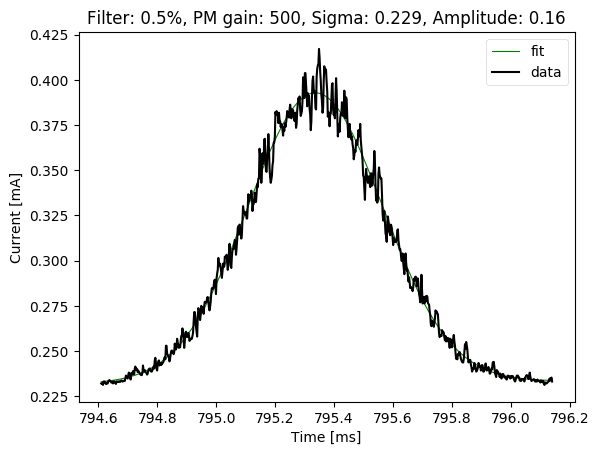 Filter: 0.5%, PM gain: 500, Sigma: 0.229, Amplitude: 0.16
fit
data
0.425
0.400
0.375
0.350
0.325
0.300
0.275
0.250
0.225
Current [mA]
794.6 794.8 795.0 795.2 795.4 795.6 795.8 796.0 796.2
Time [ms]